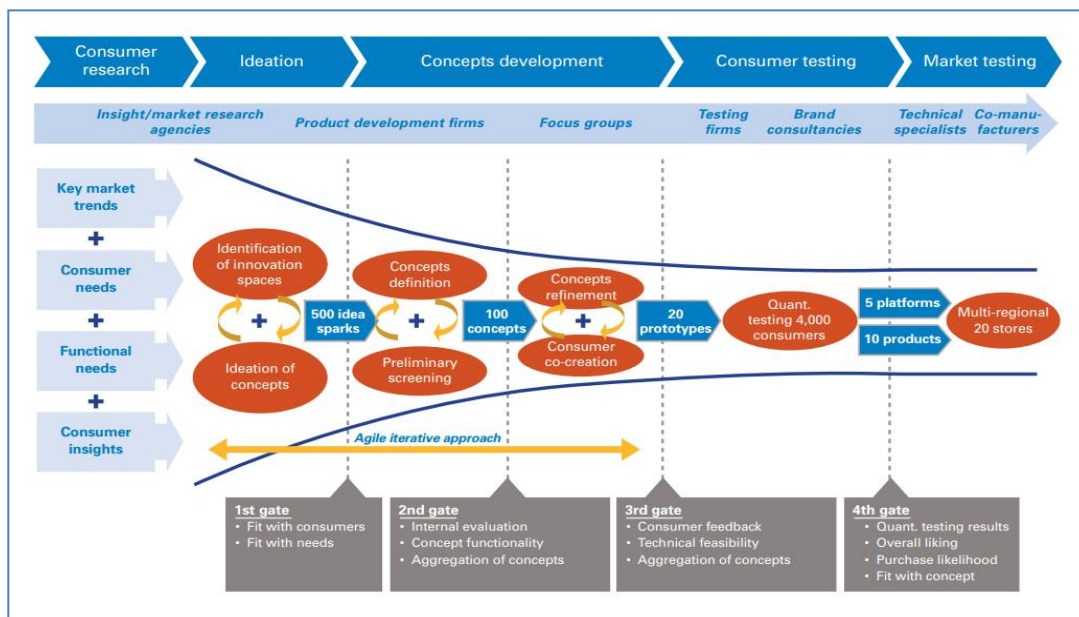 Consumer
research
Ideation
Concepts development
Consumer testing
Market testing
Insight/market research
agencies
Product development firms
Focus groups
Testing
firms
Brand
consultancies
Technical
specialists
Co-manu-
facturers
Key market
trends
+
Consumer
needs
+
Functional
needs
+
Consumer
insights
Identification
of innovation
spaces
+
Ideation of
concepts
500 idea
sparks
Concepts
definition
+
Preliminary
screening
100
concepts
Concepts
refinement
+
Consumer
co-creation
20
prototypes
Quant.
testing 4,000
consumers
5 platforms
10 products
Multi-regional
20 stores
Agile iterative approach
1st gate
• Fit with consumers
• Fit with needs
2nd gate
• Internal evaluation
• Concept functionality
• Aggregation of concepts
3rd gate
• Consumer feedback
• Technical feasibility
• Aggregation of concepts
4th gate
• Quant. testing results
• Overall liking
• Purchase likelihood
• Fit with concept